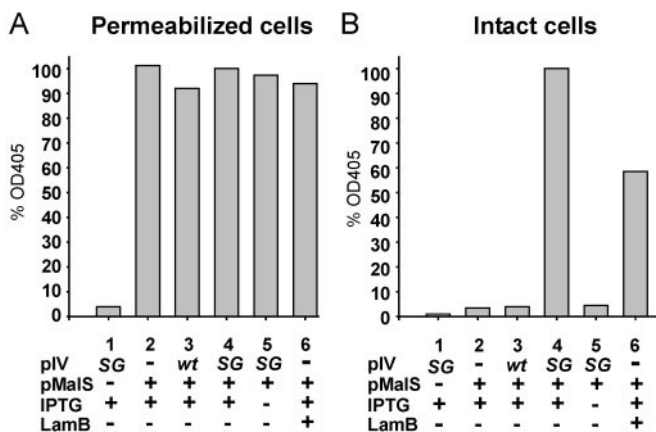 A Permeabilized cells
% OD405
100
90
80
70
60
50
40
30
20
10
0
1 2 3 4 5 6
pIV SG - wt SG SG -
pMalS - + + + + +
IPTG + + + + - +
LamB - - - - - +
B Intact cells
% OD405
100
90
80
70
60
50
40
30
20
10
0
1 2 3 4 5 6
pIV SG - wt SG SG -
pMalS - + + + + +
IPTG + + + + - +
LamB - - - - - +